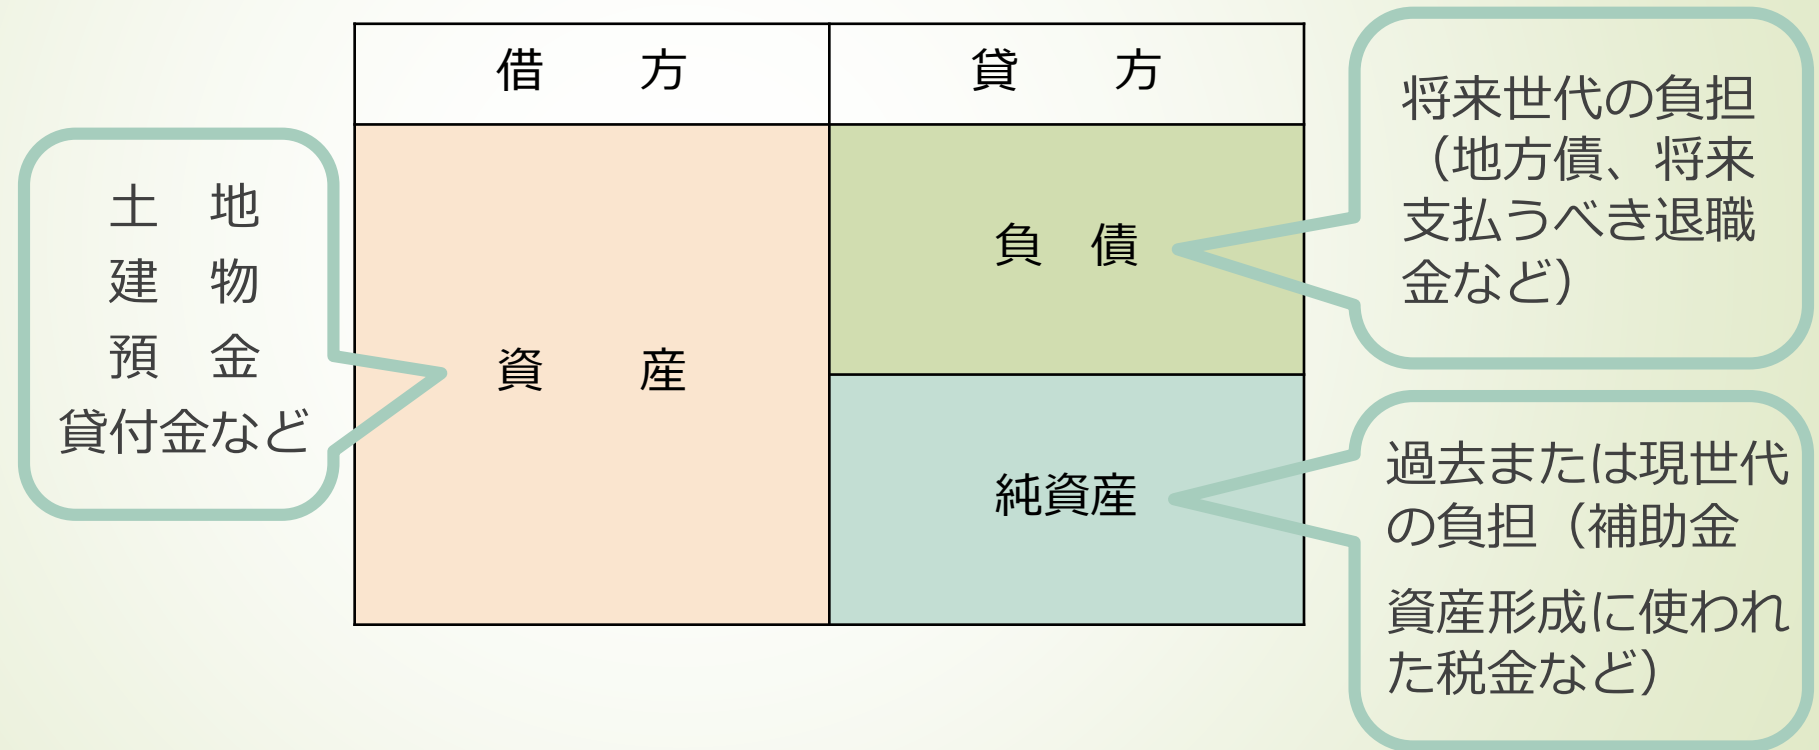 借　　方
貸　　方
土　地
建　物
預　金
貸付金など
資　　産
負　債
純資産
将来世代の負担
（地方債、将来
支払うべき退職
金など）
過去または現世代
の負担（補助金
資産形成に使われ
た税金など）